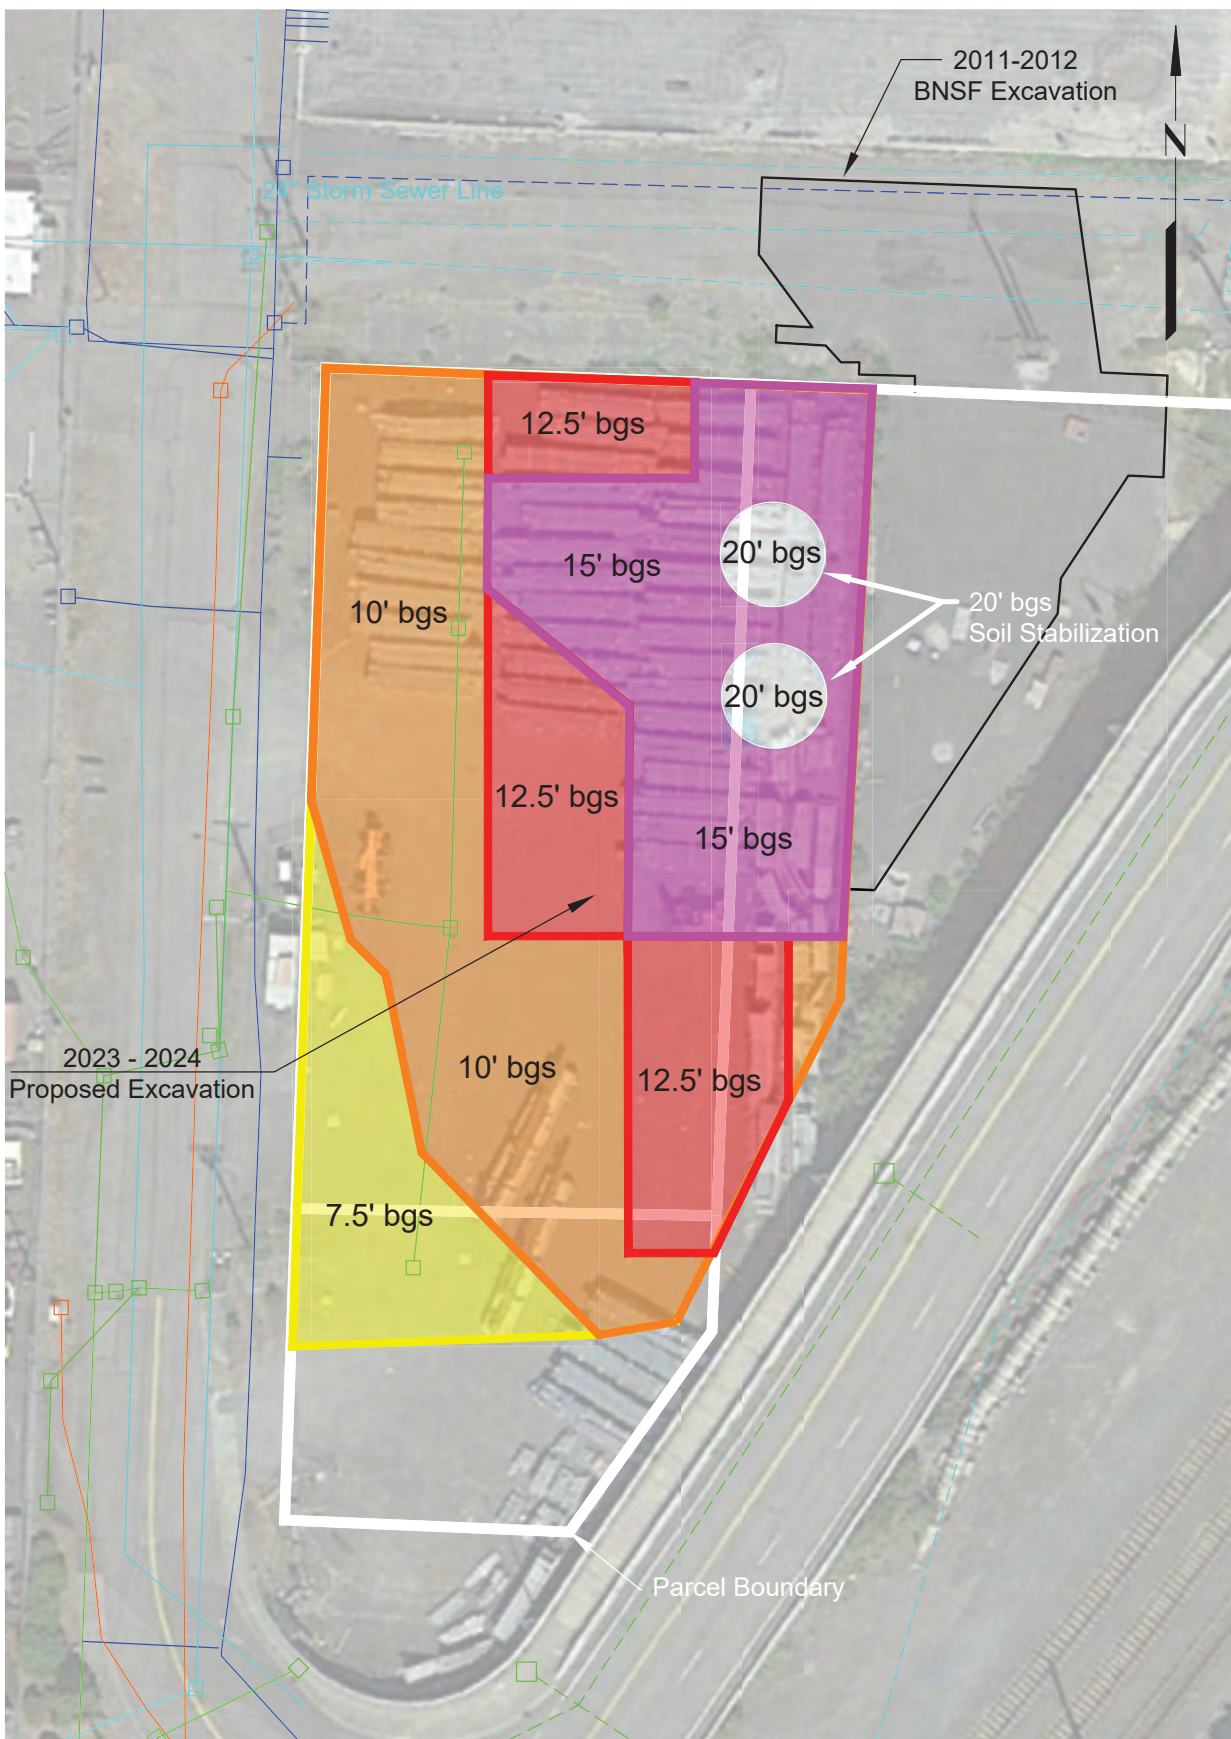 2011-2012
BNSF Excavation
N
24" Storm Sewer Line
12.5' bgs
15' bgs
20' bgs
10' bgs
20' bgs
Soil Stabilization
20' bgs
12.5' bgs
15' bgs
2023 - 2024
Proposed Excavation
10' bgs
12.5' bgs
7.5' bgs
Parcel Boundary